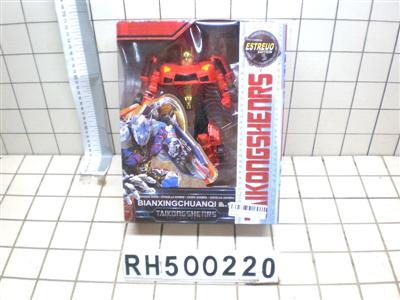 ESTREVO
TAIKONGSHENRS
BIANXINGCHUANQI
TAIKONGSHENRS
RH500220